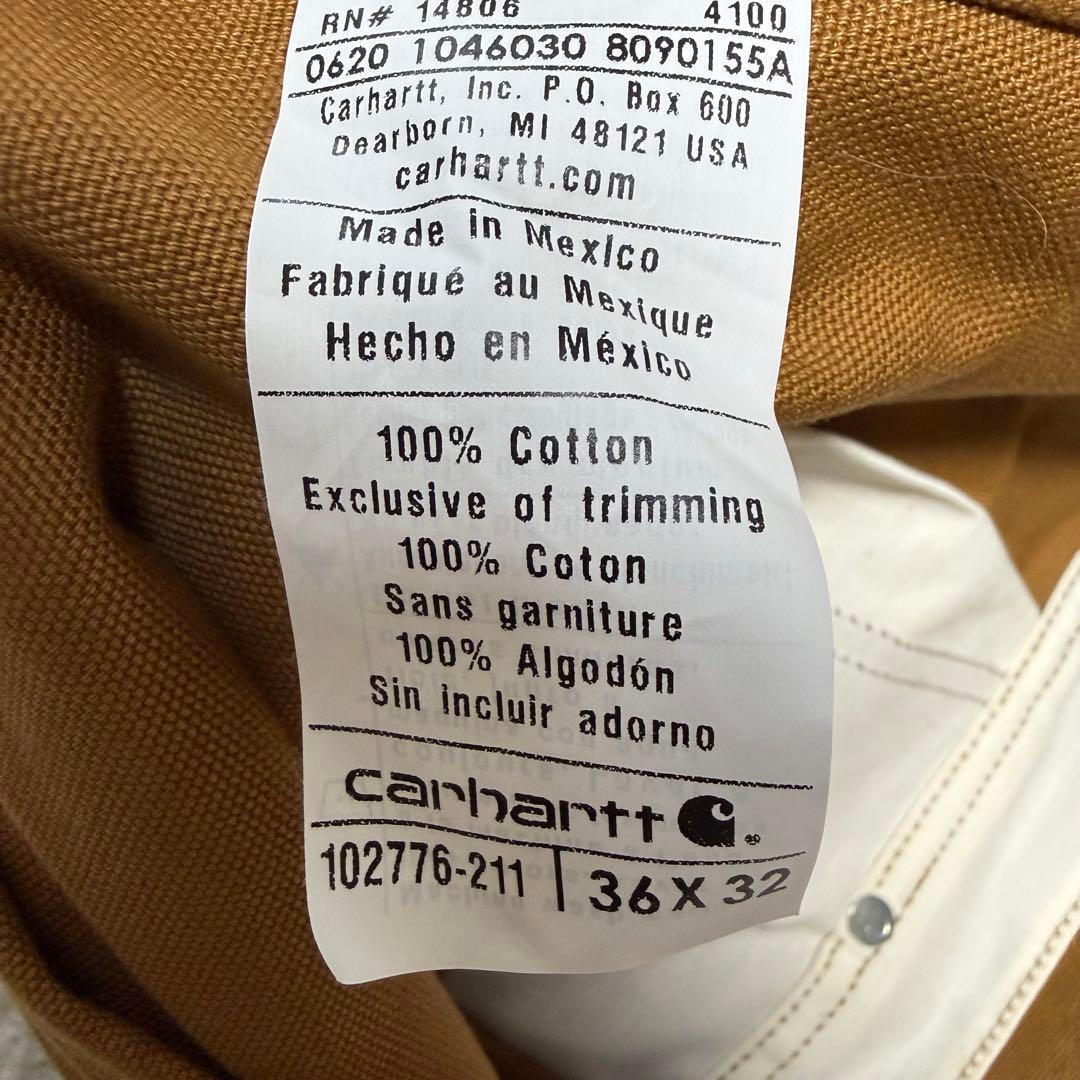 RN# 14806 4100
0620 1046030 8090155A
Carhartt, Inc. P.O. Box 600
Dearborn, MI 48121 USA
carhartt.com
Made in Mexico
Fabriqué au Mexique
Hecho en México
100% Cotton
Exclusive of trimming
100% Coton
Sans garniture
100% Algodón
Sin incluir adorno
carhartt ®
102776-211 | 36 X 32